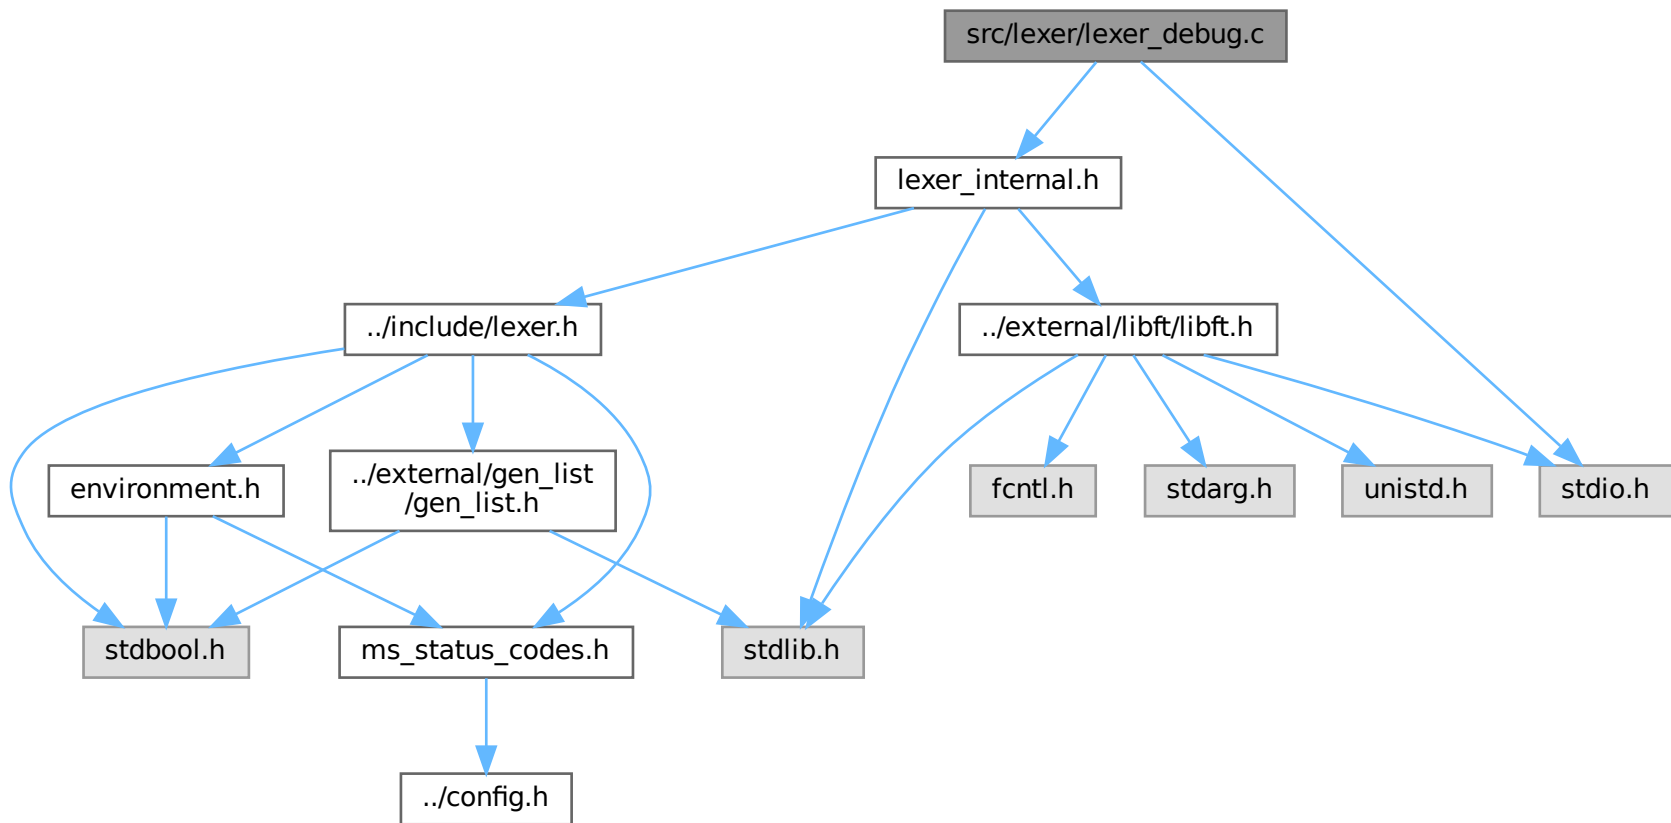 src/lexer/lexer_debug.c
lexer_internal.h
../include/lexer.h
../external/libft/libft.h
environment.h
../external/gen_list
/gen_list.h
fcntl.h
stdarg.h
unistd.h
stdio.h
stdbool.h
ms_status_codes.h
stdlib.h
../config.h